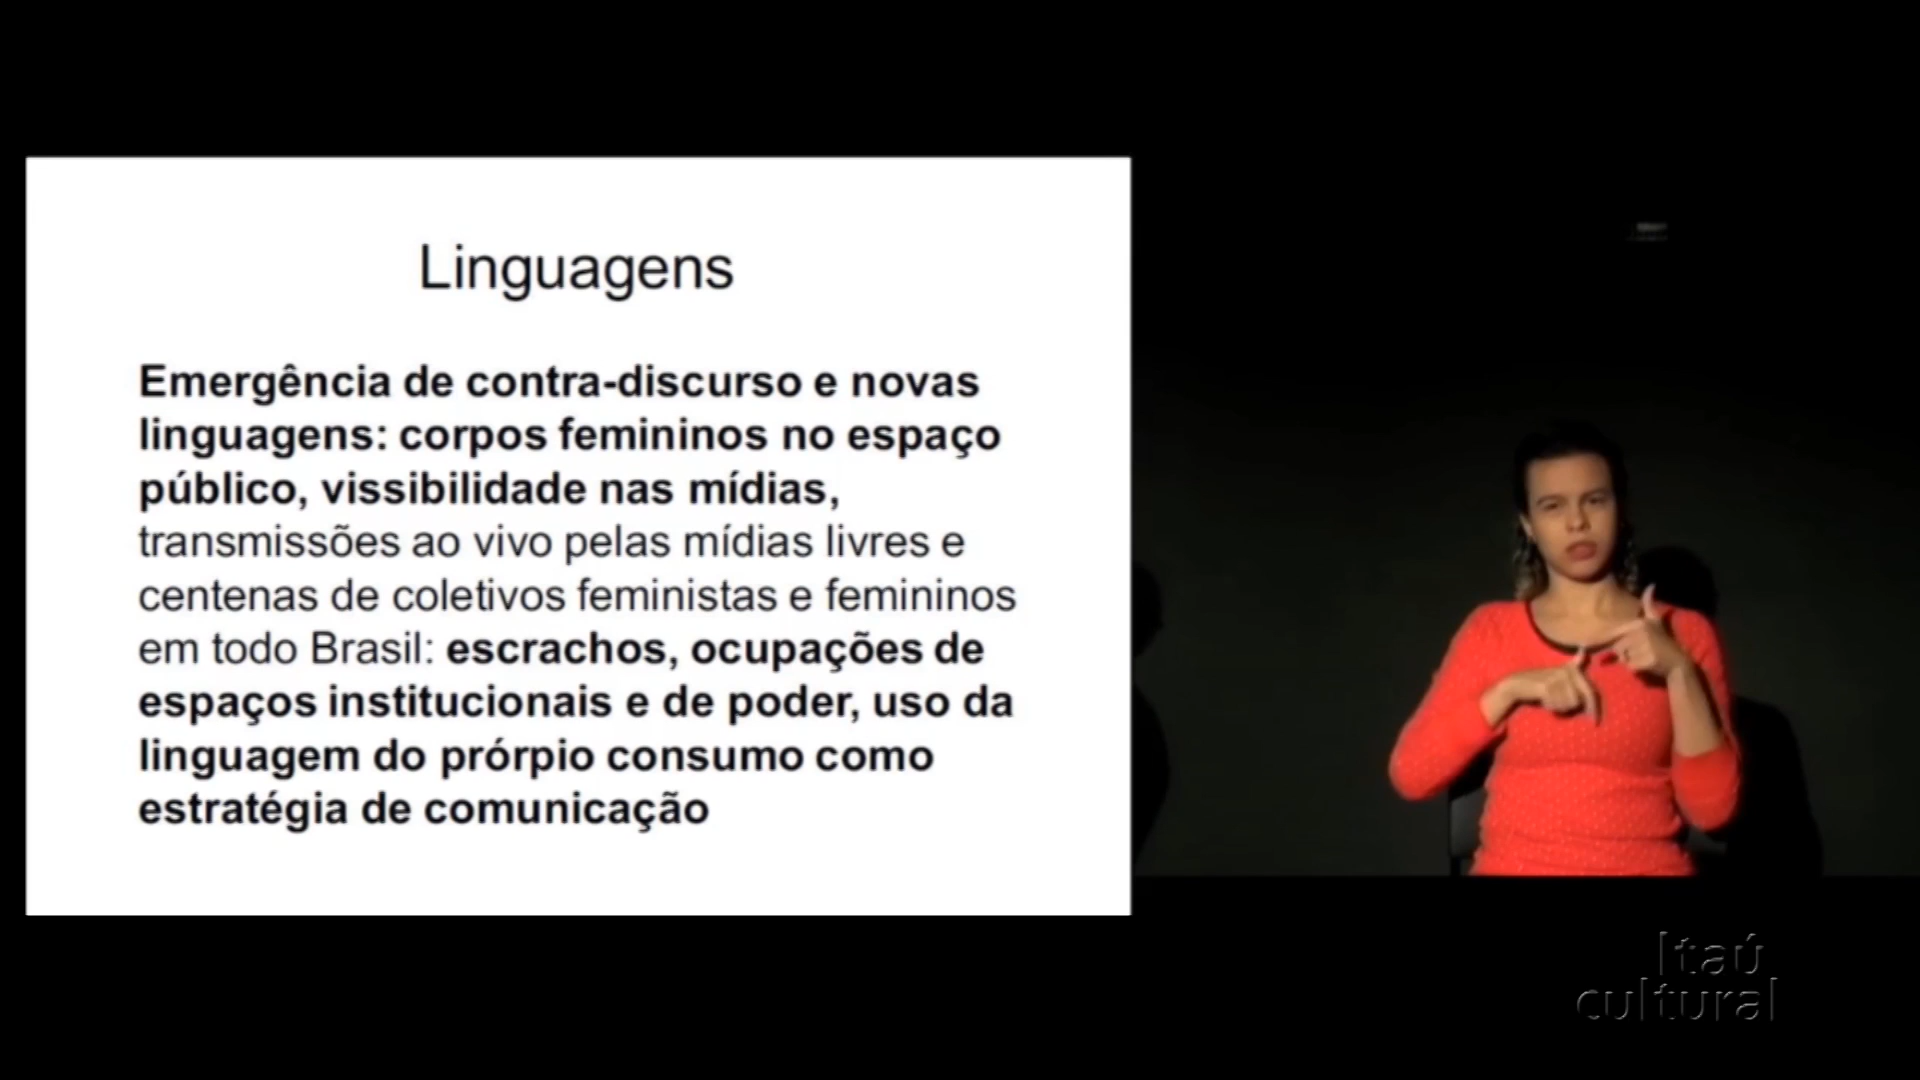 Linguagens
Emergência de contra-discurso e novas
linguagens: corpos femininos no espaço
público, vissibilidade nas mídias,
transmissões ao vivo pelas mídias livres e
centenas de coletivos feministas e femininos
em todo Brasil: escrachos, ocupações de
espaços institucionais e de poder, uso da
linguagem do prórpio consumo como
estratégia de comunicação
Itaú
cultural